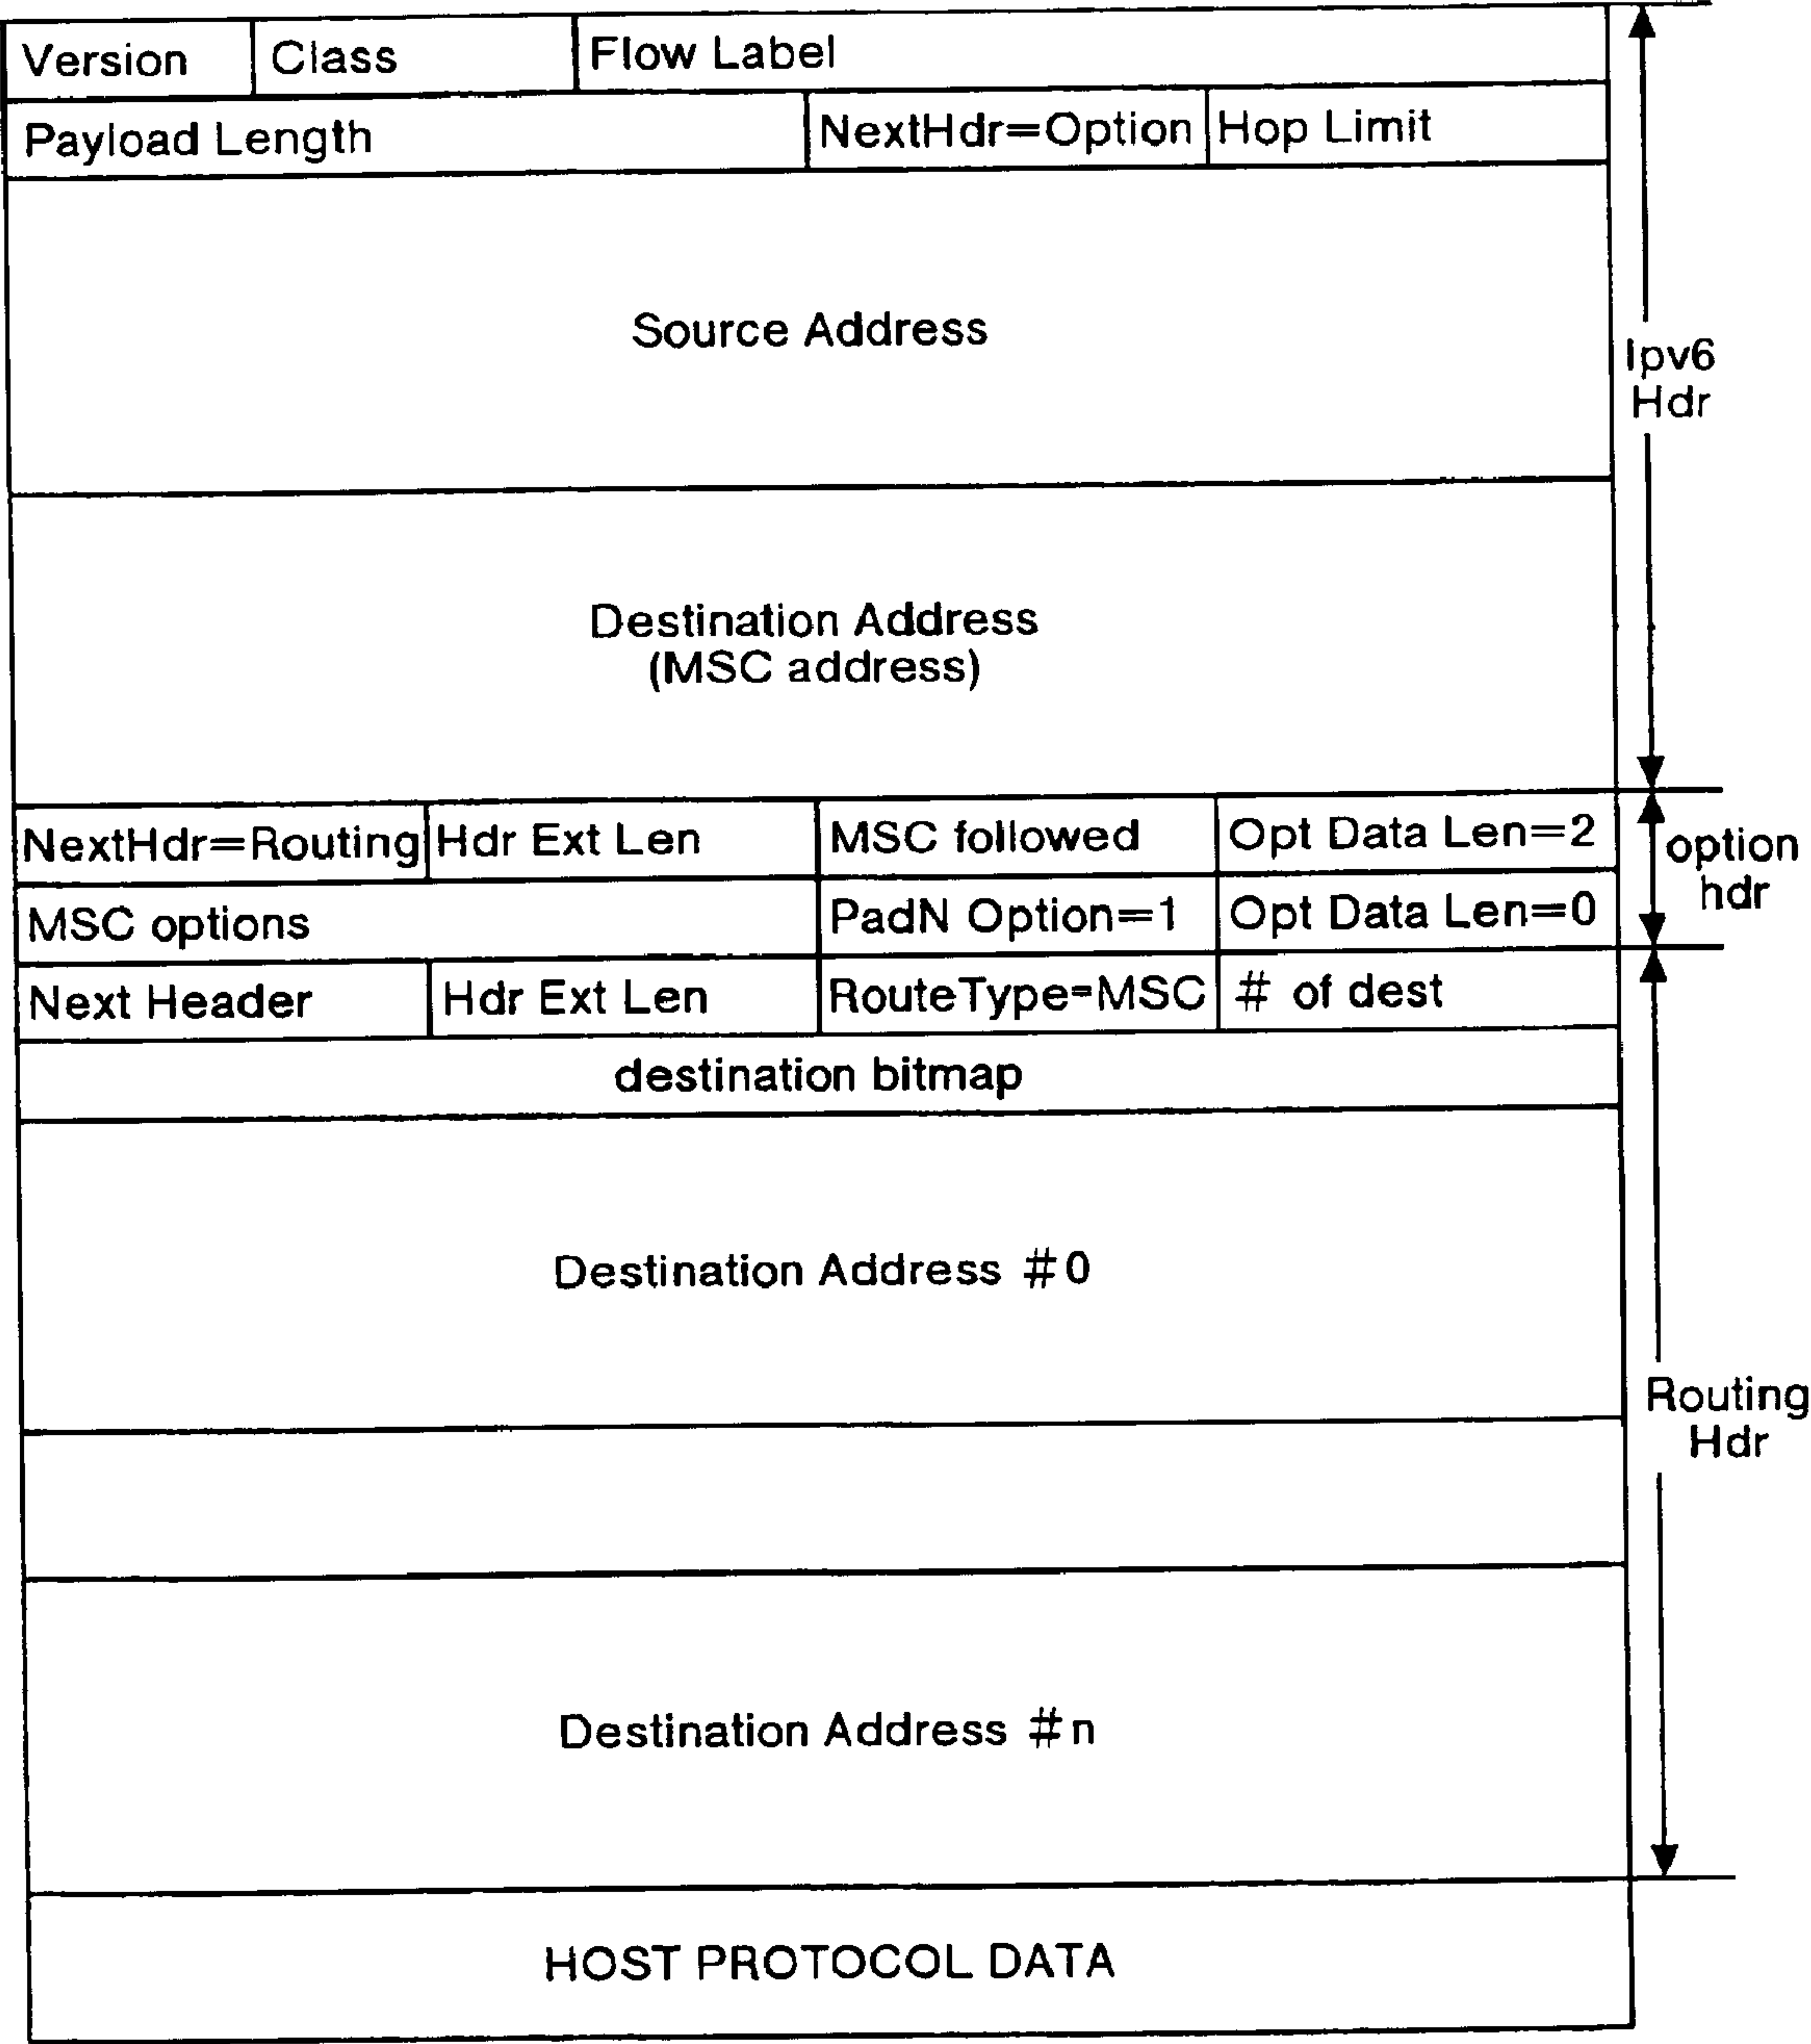 Version Class Flow Label
Payload Length NextHdr=Option Hop Limit
Source Address
Ipv6
Hdr
Destination Address
(MSC address)
NextHdr=Routing Hdr Ext Len MSC followed Opt Data Len=2
option
hdr
MSC options PadN Option=1 Opt Data Len=0
Next Header Hdr Ext Len RouteType=MSC # of dest
destination bitmap
Destination Address #0
Routing
Hdr
Destination Address #n
HOST PROTOCOL DATA